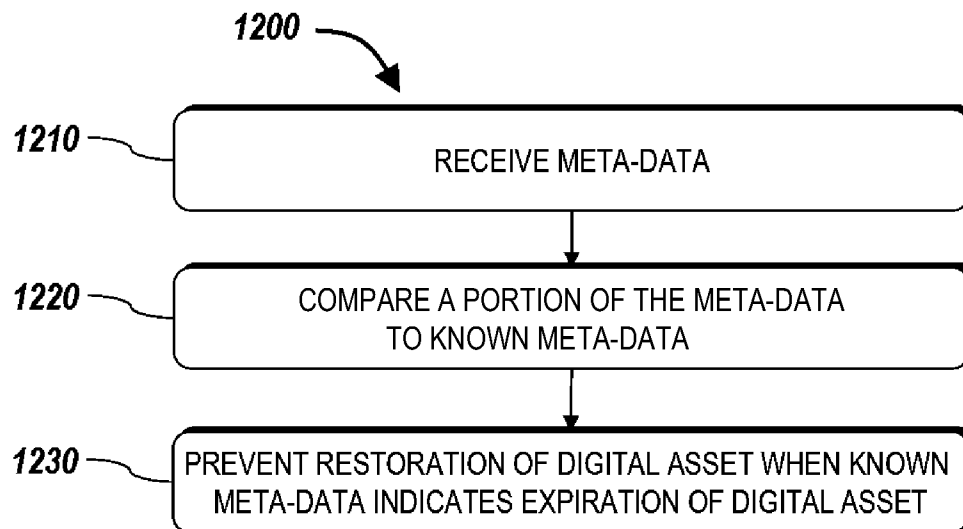 1200
1210
RECEIVE META-DATA
1220
COMPARE A PORTION OF THE META-DATA
TO KNOWN META-DATA
1230
PREVENT RESTORATION OF DIGITAL ASSET WHEN KNOWN
META-DATA INDICATES EXPIRATION OF DIGITAL ASSET